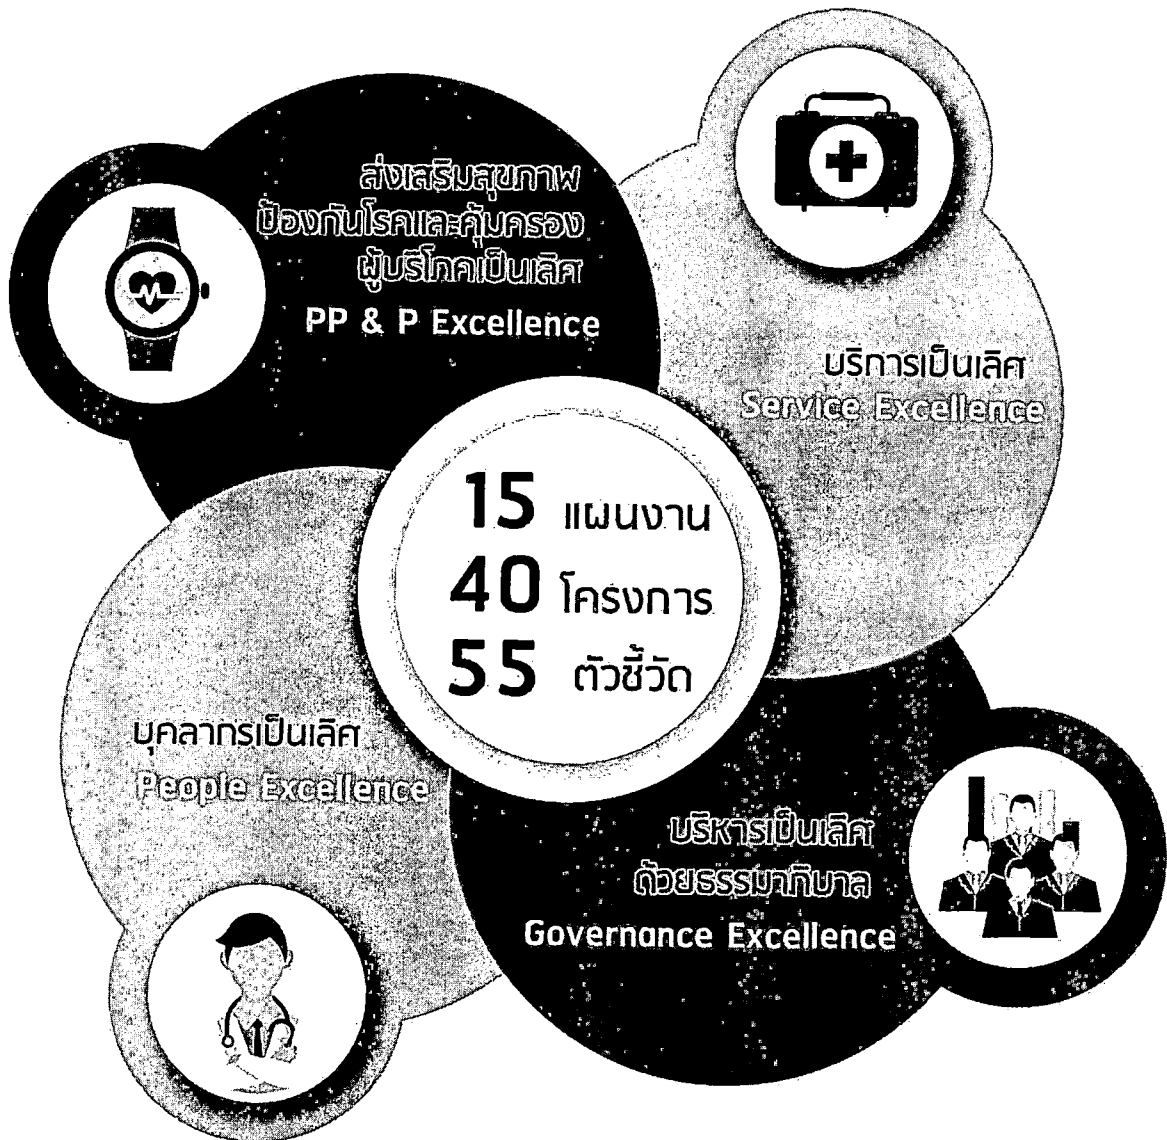 ส่งเสริมสุขภาพ
ป้องกันโรคและคุ้มครอง
ผู้บริโภคเป็นเลิศ
PP & P Excellence
บริการเป็นเลิศ
Service Excellence
15 แผนงาน
40 โครงการ
55 ตัวชี้วัด
บุคลากรเป็นเลิศ
People Excellence
บริหารเป็นเลิศ
ด้วยธรรมาภิบาล
Governance Excellence